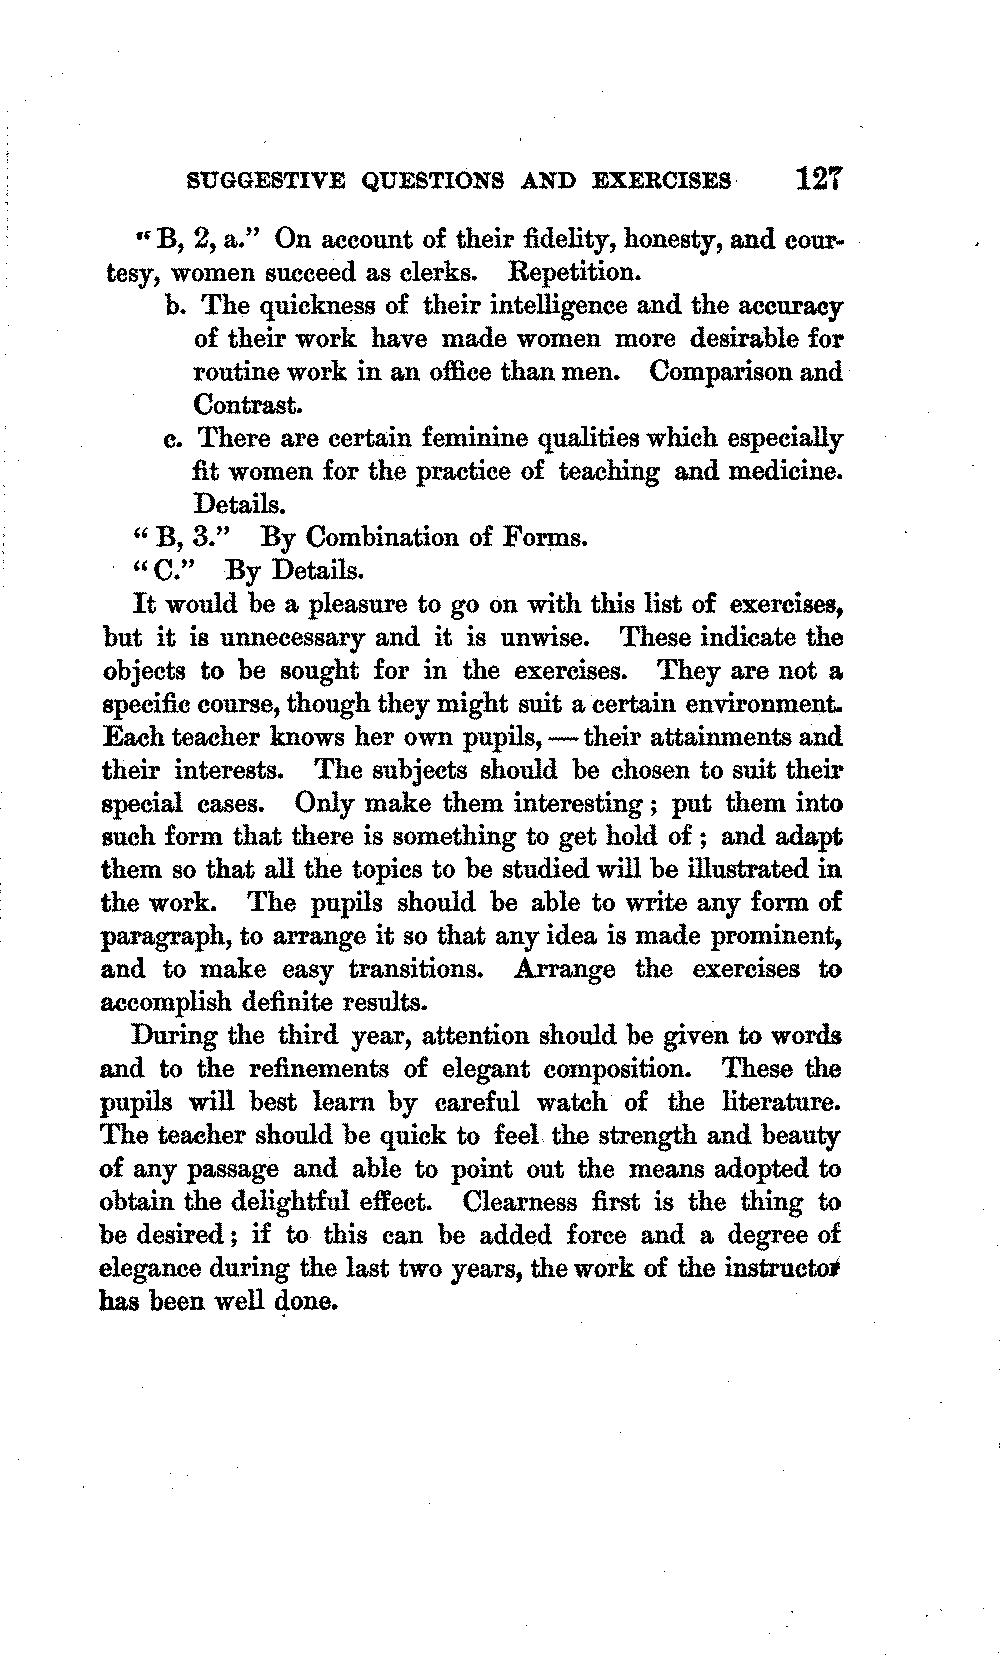 SUGGESTIVE QUESTIONS AND EXERCISES 127
"B, 2, a." On account of their fidelity, honesty, and cour-
tesy, women succeed as clerks. Repetition.
b. The quickness of their intelligence and the accuracy
of their work have made women more desirable for
routine work in an office than men. Comparison and
Contrast.
c. There are certain feminine qualities which especially
fit women for the practice of teaching and medicine.
Details.
"B, 3." By Combination of Forms.
"C." By Details.
It would be a pleasure to go on with this list of exercises,
but it is unnecessary and it is unwise. These indicate the
objects to be sought for in the exercises. They are not a
specific course, though they might suit a certain environment.
Each teacher knows her own pupils, — their attainments and
their interests. The subjects should be chosen to suit their
special cases. Only make them interesting; put them into
such form that there is something to get hold of; and adapt
them so that all the topics to be studied will be illustrated in
the work. The pupils should be able to write any form of
paragraph, to arrange it so that any idea is made prominent,
and to make easy transitions. Arrange the exercises to
accomplish definite results.
During the third year, attention should be given to words
and to the refinements of elegant composition. These the
pupils will best learn by careful watch of the literature.
The teacher should be quick to feel the strength and beauty
of any passage and able to point out the means adopted to
obtain the delightful effect. Clearness first is the thing to
be desired; if to this can be added force and a degree of
elegance during the last two years, the work of the instructor
has been well done.